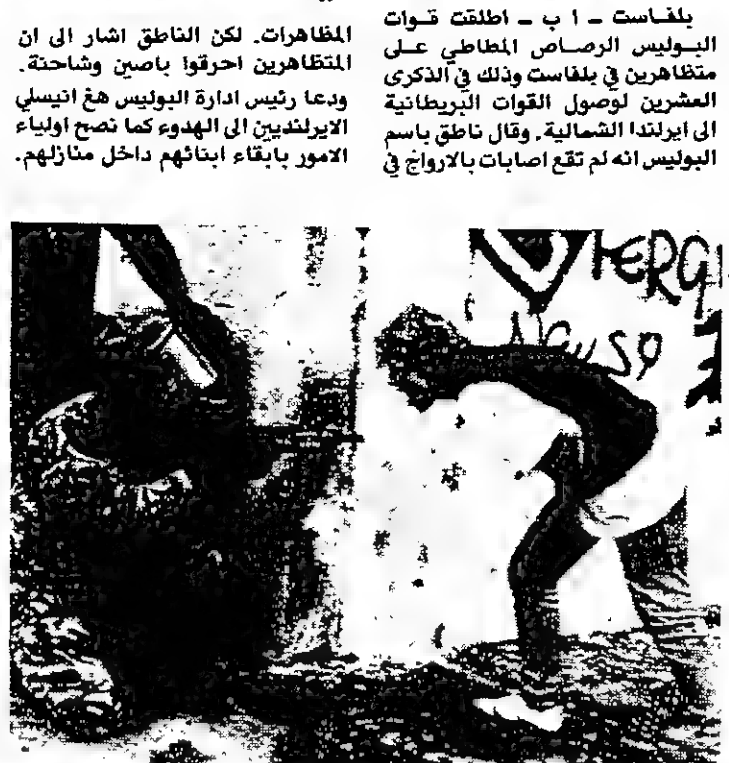 بلفاست ـ ا ب ـ اطلقت قوات
البوليس الرصاص المطاطي على
متظاهرين في بلفاست وذلك في الذكرى
العشرين لوصول القوات البريطانية
الى ايرلندا الشمالية. وقال ناطق باسم
البوليس انه لم تقع اصابات بالارواح في
المظاهرات. لكن الناطق اشار الى ان
المتظاهرين احرقوا باصين وشاحنة.
ودعا رئيس ادارة البوليس هغ انيسلي
الايرلنديين الى الهدوء كما نصح اولياء
الامور بابقاء ابنائهم داخل منازلهم.